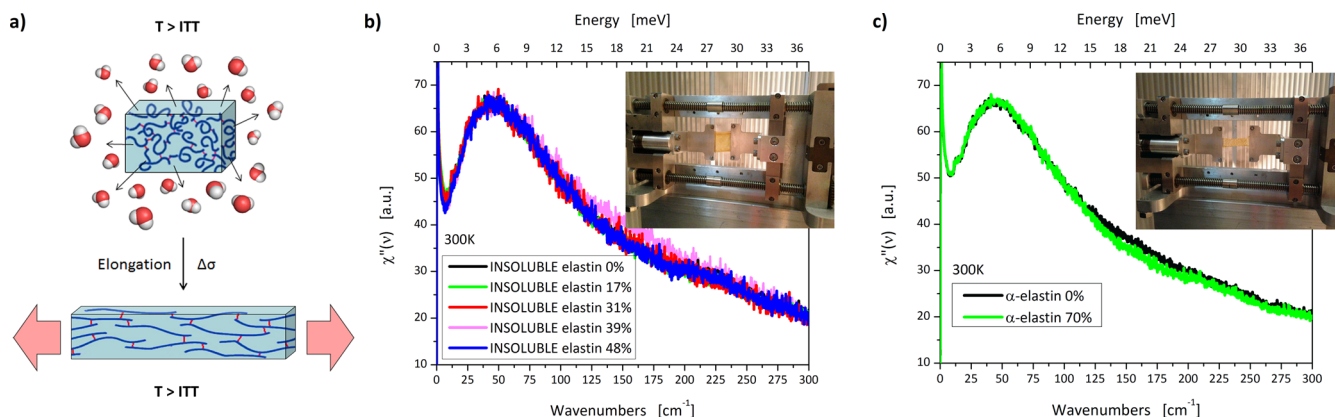 a)
T > ITT
Elongation Δσ
T > ITT
b)
Energy [meV]
0 3 6 9 12 15 18 21 24 27 30 33 36
χ"(ν) [a.u.]
70
60
50
40
30
20
10
300K
INSOLUBLE elastin 0%
INSOLUBLE elastin 17%
INSOLUBLE elastin 31%
INSOLUBLE elastin 39%
INSOLUBLE elastin 48%
0 25 50 75 100 125 150 175 200 225 250 275 300
Wavenumbers [cm⁻¹]
c)
Energy [meV]
0 3 6 9 12 15 18 21 24 27 30 33 36
χ"(ν) [a.u.]
70
60
50
40
30
20
10
300K
α-elastin 0%
α-elastin 70%
0 25 50 75 100 125 150 175 200 225 250 275 300
Wavenumbers [cm⁻¹]